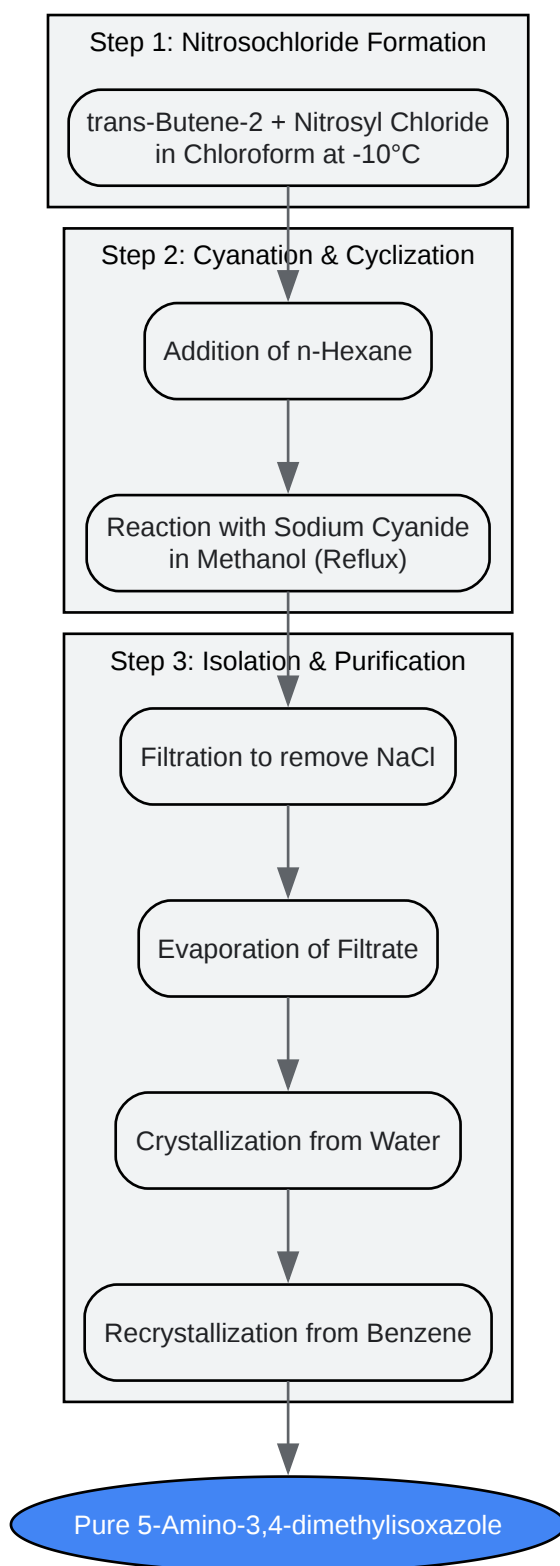 Step 1: Nitrosochloride Formation
trans-Butene-2 + Nitrosyl Chloride
in Chloroform at -10°C
Step 2: Cyanation & Cyclization
Addition of n-Hexane
Reaction with Sodium Cyanide
in Methanol (Reflux)
Step 3: Isolation & Purification
Filtration to remove NaCl
Evaporation of Filtrate
Crystallization from Water
Recrystallization from Benzene
Pure 5-Amino-3,4-dimethylisoxazole